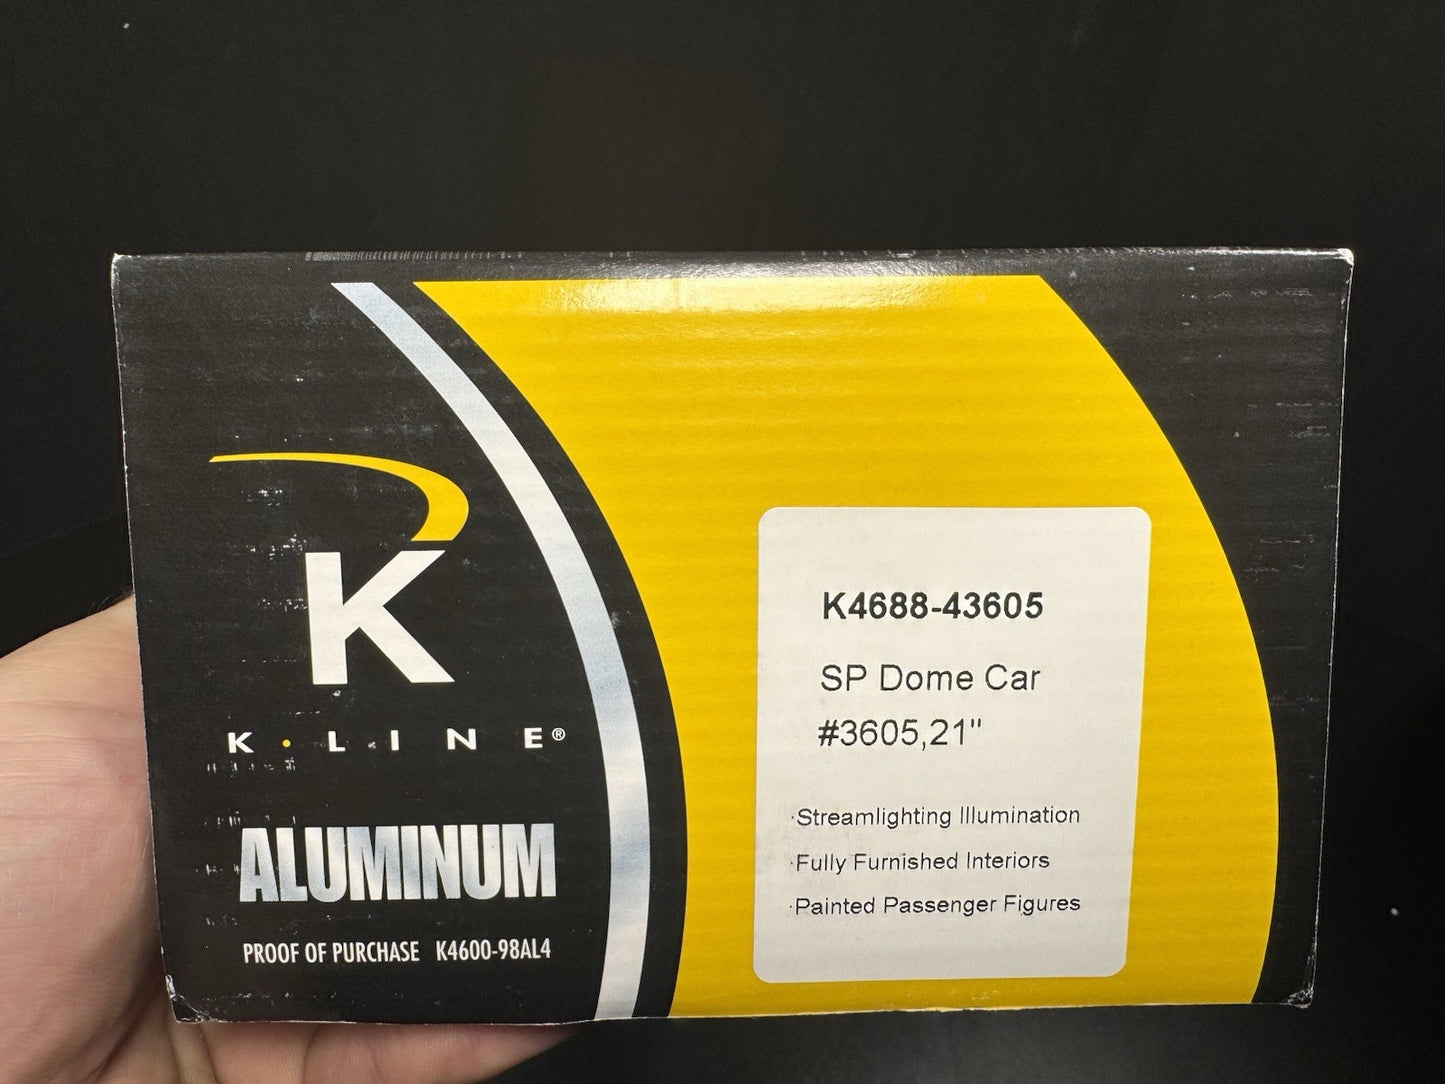 K
K·LINE®
ALUMINUM
PROOF OF PURCHASE K4600-98AL4
K4688-43605
SP Dome Car
#3605,21"
·Streamlighting Illumination
·Fully Furnished Interiors
·Painted Passenger Figures